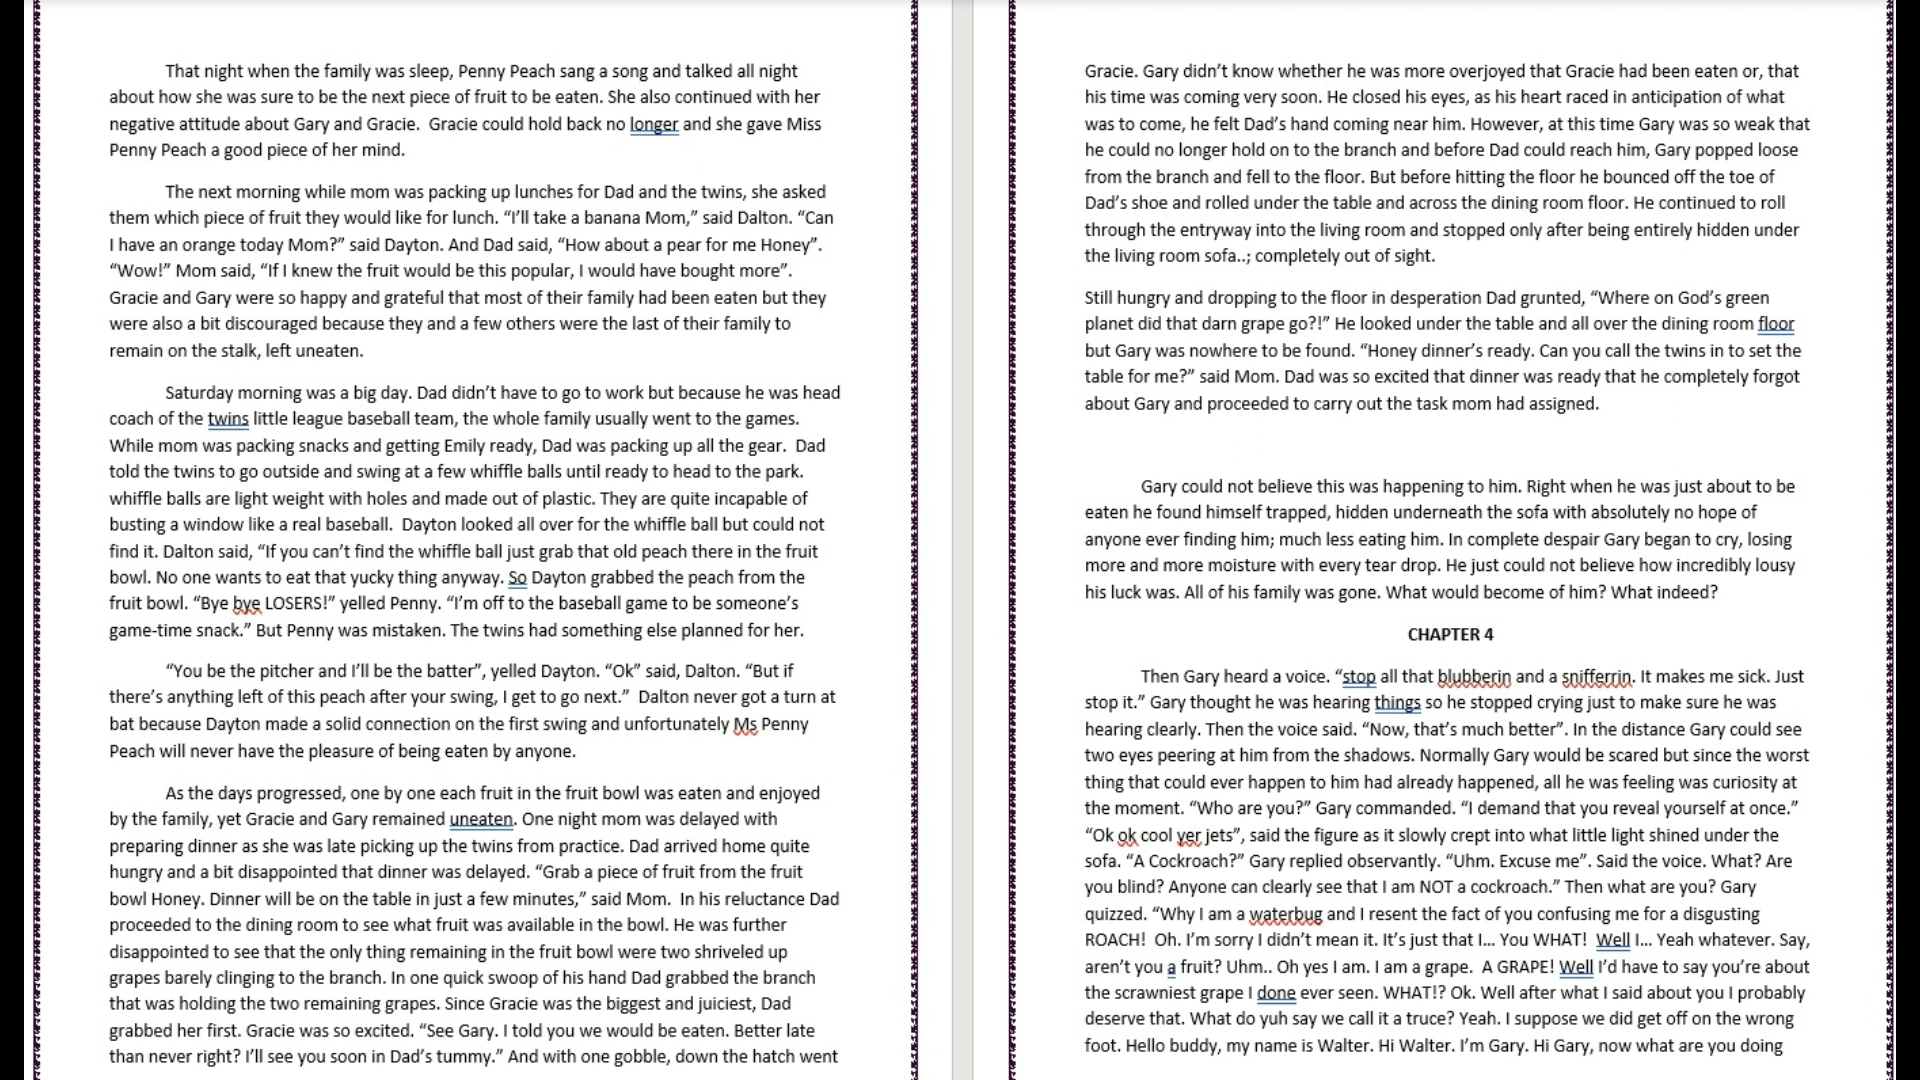 That night when the family was sleep, Penny Peach sang a song and talked all night
about how she was sure to be the next piece of fruit to be eaten. She also continued with her
negative attitude about Gary and Gracie.  Gracie could hold back no longer and she gave Miss
Penny Peach a good piece of her mind.
The next morning while mom was packing up lunches for Dad and the twins, she asked
them which piece of fruit they would like for lunch. “I’ll take a banana Mom,” said Dalton. “Can
I have an orange today Mom?” said Dayton. And Dad said, “How about a pear for me Honey”.
“Wow!” Mom said, “If I knew the fruit would be this popular, I would have bought more”.
Gracie and Gary were so happy and grateful that most of their family had been eaten but they
were also a bit discouraged because they and a few others were the last of their family to
remain on the stalk, left uneaten.
Saturday morning was a big day. Dad didn’t have to go to work but because he was head
coach of the twins little league baseball team, the whole family usually went to the games.
While mom was packing snacks and getting Emily ready, Dad was packing up all the gear.  Dad
told the twins to go outside and swing at a few whiffle balls until ready to head to the park.
whiffle balls are light weight with holes and made out of plastic. They are quite incapable of
busting a window like a real baseball.  Dayton looked all over for the whiffle ball but could not
find it. Dalton said, “If you can’t find the whiffle ball just grab that old peach there in the fruit
bowl. No one wants to eat that yucky thing anyway. So Dayton grabbed the peach from the
fruit bowl. “Bye bye LOSERS!” yelled Penny. “I’m off to the baseball game to be someone’s
game-time snack.” But Penny was mistaken. The twins had something else planned for her.
“You be the pitcher and I’ll be the batter”, yelled Dayton. “Ok” said, Dalton. “But if
there’s anything left of this peach after your swing, I get to go next.”  Dalton never got a turn at
bat because Dayton made a solid connection on the first swing and unfortunately Ms Penny
Peach will never have the pleasure of being eaten by anyone.
As the days progressed, one by one each fruit in the fruit bowl was eaten and enjoyed
by the family, yet Gracie and Gary remained uneaten. One night mom was delayed with
preparing dinner as she was late picking up the twins from practice. Dad arrived home quite
hungry and a bit disappointed that dinner was delayed. “Grab a piece of fruit from the fruit
bowl Honey. Dinner will be on the table in just a few minutes,” said Mom.  In his reluctance Dad
proceeded to the dining room to see what fruit was available in the bowl. He was further
disappointed to see that the only thing remaining in the fruit bowl were two shriveled up
grapes barely clinging to the branch. In one quick swoop of his hand Dad grabbed the branch
that was holding the two remaining grapes. Since Gracie was the biggest and juiciest, Dad
grabbed her first. Gracie was so excited. “See Gary. I told you we would be eaten. Better late
than never right? I’ll see you soon in Dad’s tummy.” And with one gobble, down the hatch went
Gracie. Gary didn’t know whether he was more overjoyed that Gracie had been eaten or, that
his time was coming very soon. He closed his eyes, as his heart raced in anticipation of what
was to come, he felt Dad’s hand coming near him. However, at this time Gary was so weak that
he could no longer hold on to the branch and before Dad could reach him, Gary popped loose
from the branch and fell to the floor. But before hitting the floor he bounced off the toe of
Dad’s shoe and rolled under the table and across the dining room floor. He continued to roll
through the entryway into the living room and stopped only after being entirely hidden under
the living room sofa..; completely out of sight.
Still hungry and dropping to the floor in desperation Dad grunted, “Where on God’s green
planet did that darn grape go?!” He looked under the table and all over the dining room floor
but Gary was nowhere to be found. “Honey dinner’s ready. Can you call the twins in to set the
table for me?” said Mom. Dad was so excited that dinner was ready that he completely forgot
about Gary and proceeded to carry out the task mom had assigned.
Gary could not believe this was happening to him. Right when he was just about to be
eaten he found himself trapped, hidden underneath the sofa with absolutely no hope of
anyone ever finding him; much less eating him. In complete despair Gary began to cry, losing
more and more moisture with every tear drop. He just could not believe how incredibly lousy
his luck was. All of his family was gone. What would become of him? What indeed?
CHAPTER 4
Then Gary heard a voice. “stop all that blubberin and a snifferrin. It makes me sick. Just
stop it.” Gary thought he was hearing things so he stopped crying just to make sure he was
hearing clearly. Then the voice said. “Now, that’s much better”. In the distance Gary could see
two eyes peering at him from the shadows. Normally Gary would be scared but since the worst
thing that could ever happen to him had already happened, all he was feeling was curiosity at
the moment. “Who are you?” Gary commanded. “I demand that you reveal yourself at once.”
“Ok ok cool yer jets”, said the figure as it slowly crept into what little light shined under the
sofa. “A Cockroach?” Gary replied observantly. “Uhm. Excuse me”. Said the voice. What? Are
you blind? Anyone can clearly see that I am NOT a cockroach.” Then what are you? Gary
quizzed. “Why I am a waterbug and I resent the fact of you confusing me for a disgusting
ROACH!  Oh. I’m sorry I didn’t mean it. It’s just that I... You WHAT!  Well I... Yeah whatever. Say,
aren’t you a fruit? Uhm.. Oh yes I am. I am a grape.  A GRAPE! Well I’d have to say you’re about
the scrawniest grape I done ever seen. WHAT!? Ok. Well after what I said about you I probably
deserve that. What do yuh say we call it a truce? Yeah. I suppose we did get off on the wrong
foot. Hello buddy, my name is Walter. Hi Walter. I’m Gary. Hi Gary, now what are you doing